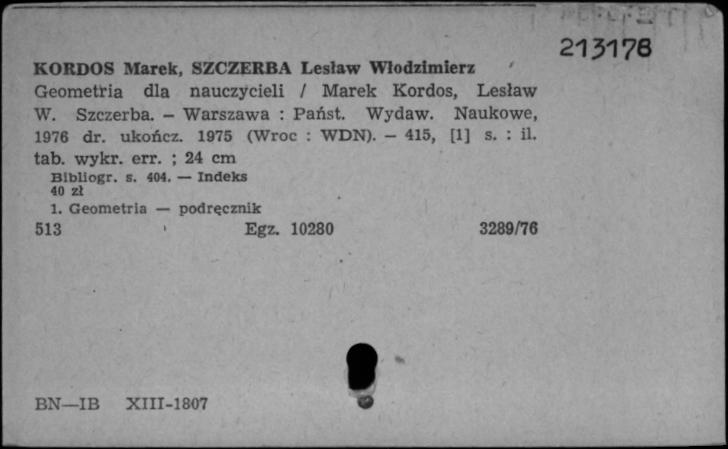 213178
KORDOS Marek, SZCZERBA Lesław Włodzimierz
Geometria dla nauczycieli / Marek Kordos, Lesław
W. Szczerba. – Warszawa : Państ. Wydaw. Naukowe,
1976 dr. ukończ. 1975 (Wroc : WDN). – 415, [1] s. : il.
tab. wykr. err. ; 24 cm
Bibliogr. s. 404. — Indeks
40 zł
1. Geometria — podręcznik
513 Egz. 10280 3289/76
BN—IB XIII-1807